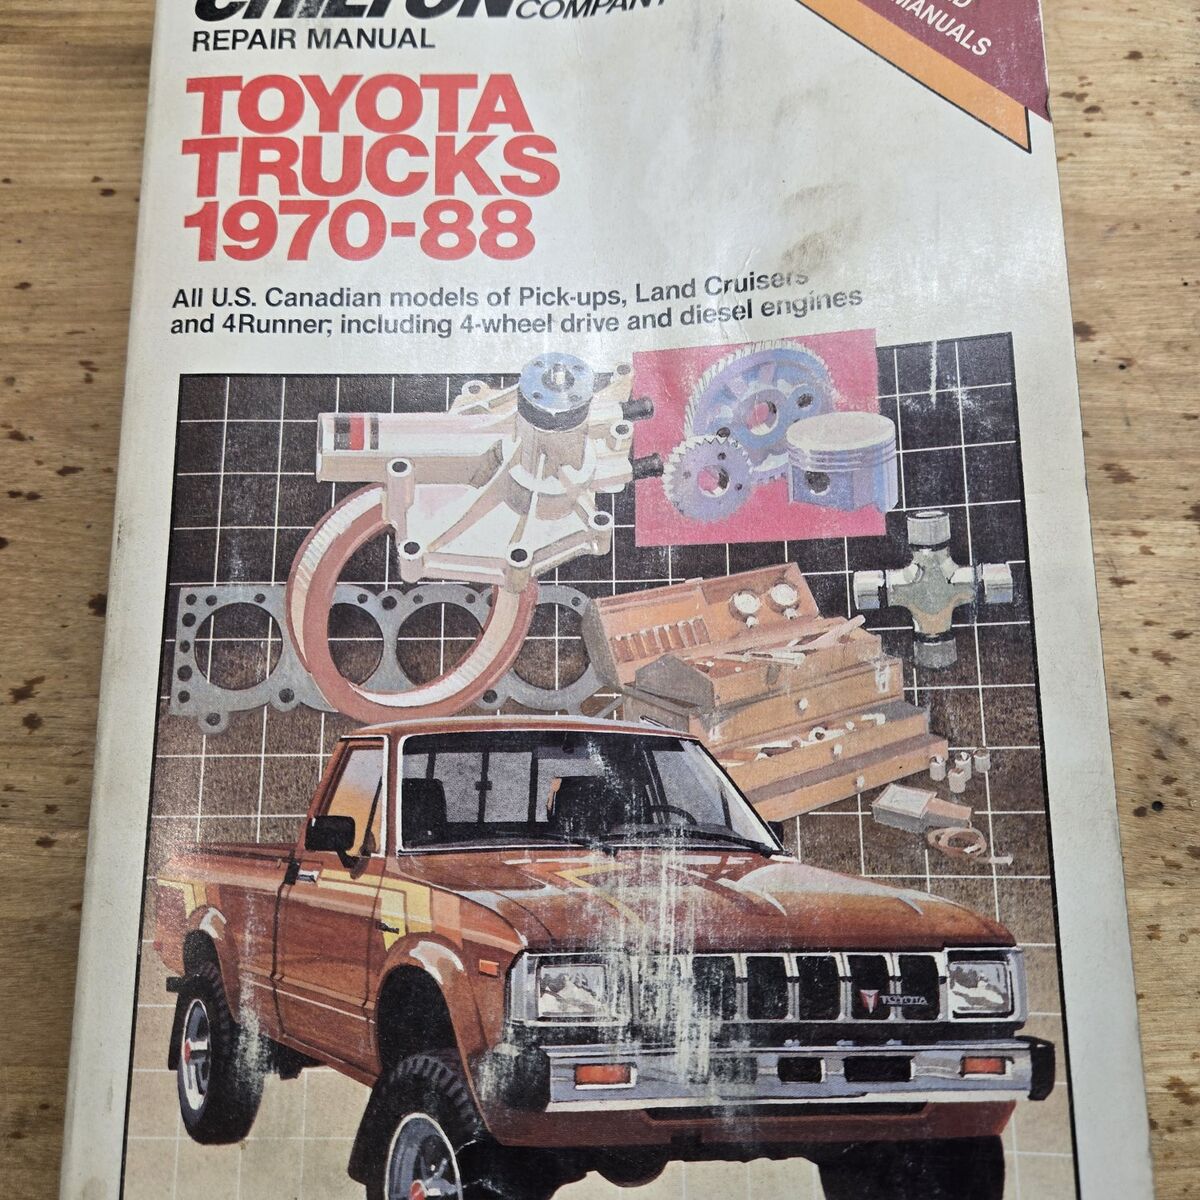 CHILTON
COMPANY
REPAIR MANUAL
MANUALS
TOYOTA
TRUCKS
1970-88
All U.S. Canadian models of Pick-ups, Land Cruisers
and 4Runner; including 4-wheel drive and diesel engines
TOYOTA